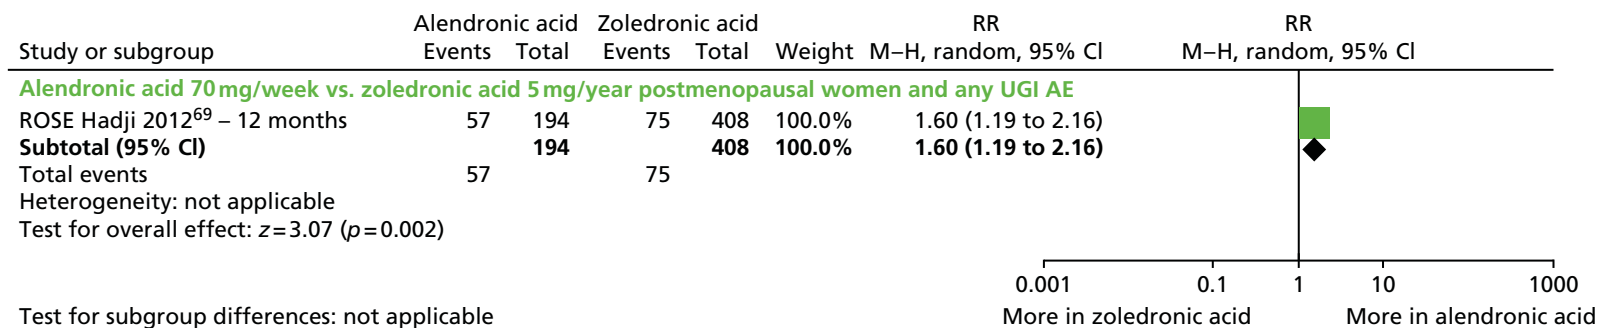 Alendronic acid Zoledronic acid RR RR
Study or subgroup Events Total Events Total Weight M–H, random, 95% CI M–H, random, 95% CI
Alendronic acid 70 mg/week vs. zoledronic acid 5 mg/year postmenopausal women and any UGI AE
ROSE Hadji 2012⁶⁹ – 12 months 57 194 75 408 100.0% 1.60 (1.19 to 2.16)
Subtotal (95% CI) 194 408 100.0% 1.60 (1.19 to 2.16)
Total events 57 75
Heterogeneity: not applicable
Test for overall effect: z=3.07 (p=0.002)
0.001 0.1 1 10 1000
Test for subgroup differences: not applicable More in zoledronic acid More in alendronic acid